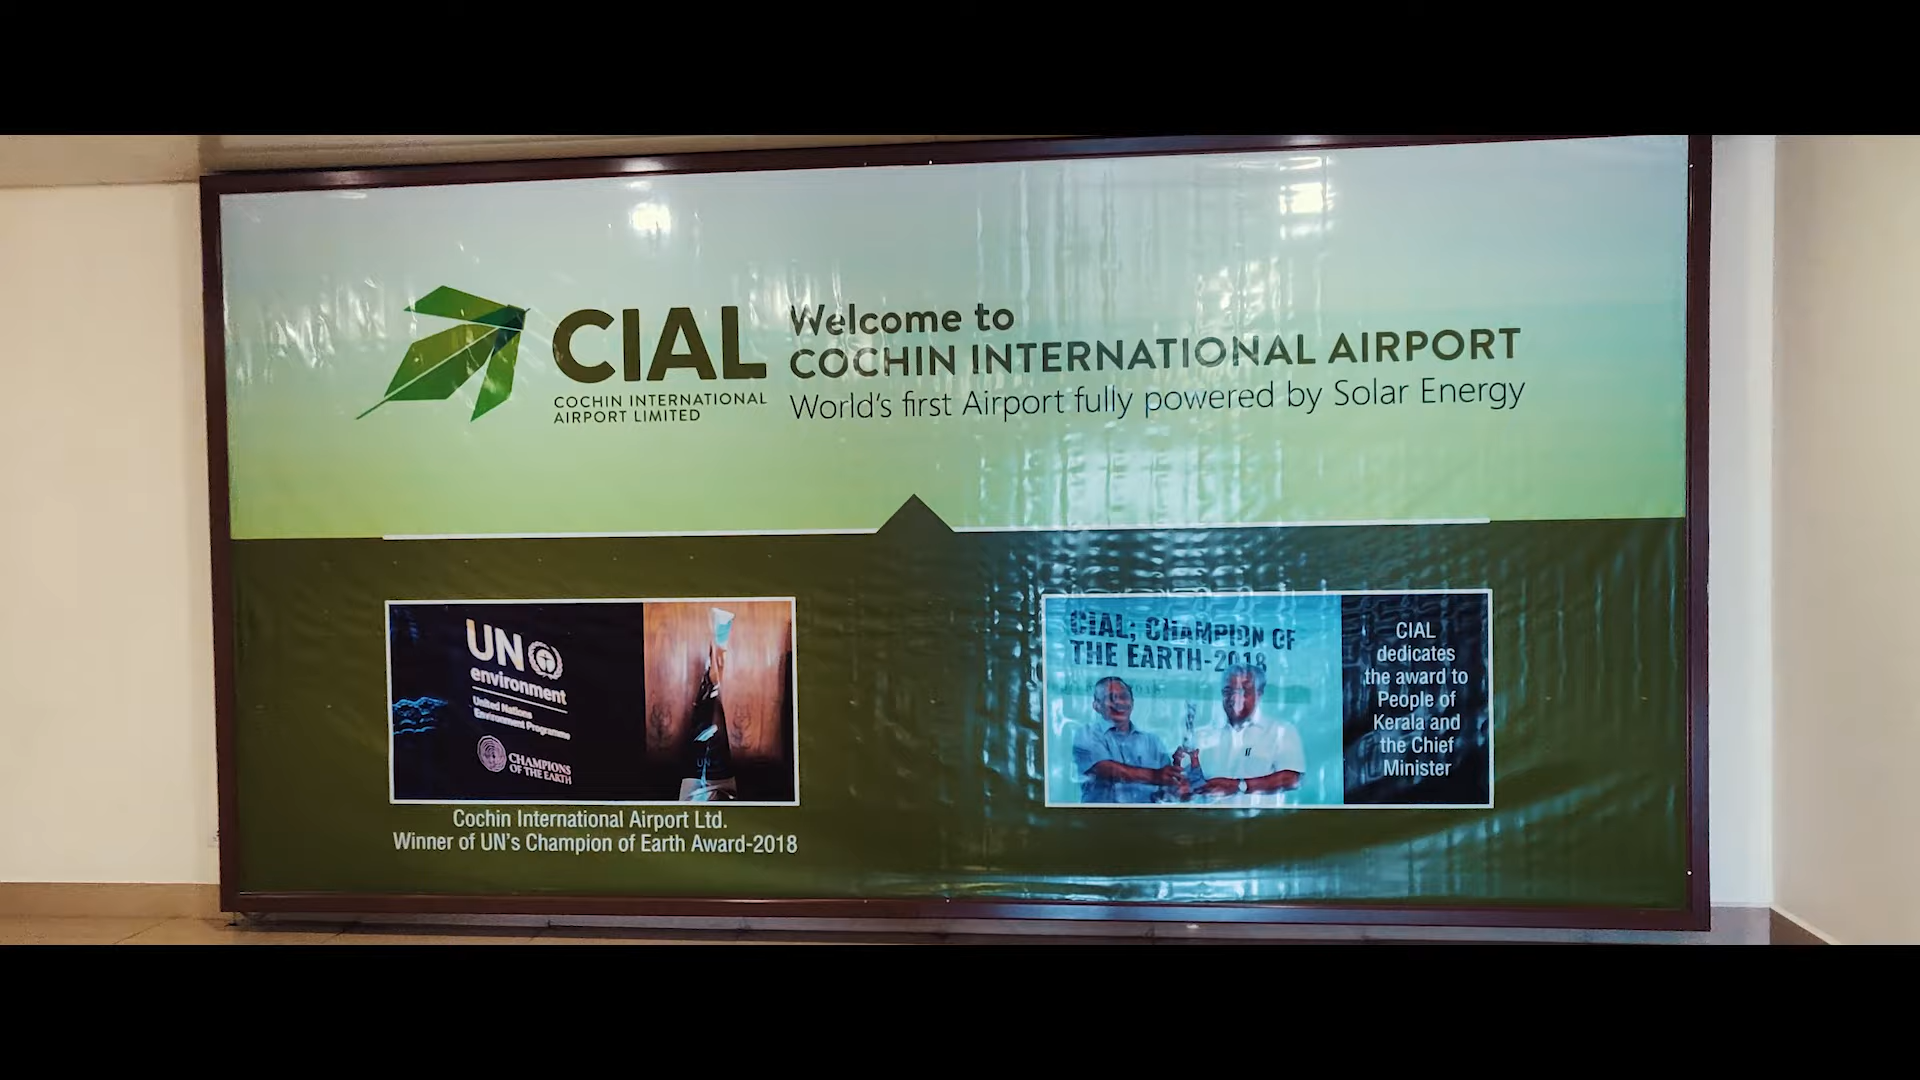 CIAL
COCHIN INTERNATIONAL
AIRPORT LIMITED
Welcome to
COCHIN INTERNATIONAL AIRPORT
World's first Airport fully powered by Solar Energy
UN
environment
United Nations
Environment Programme
CHAMPIONS
OF THE EARTH
UN
Cochin International Airport Ltd.
Winner of UN's Champion of Earth Award-2018
CIAL; CHAMPION OF
THE EARTH-2018
CIAL
dedicates
the award to
People of
Kerala and
the Chief
Minister